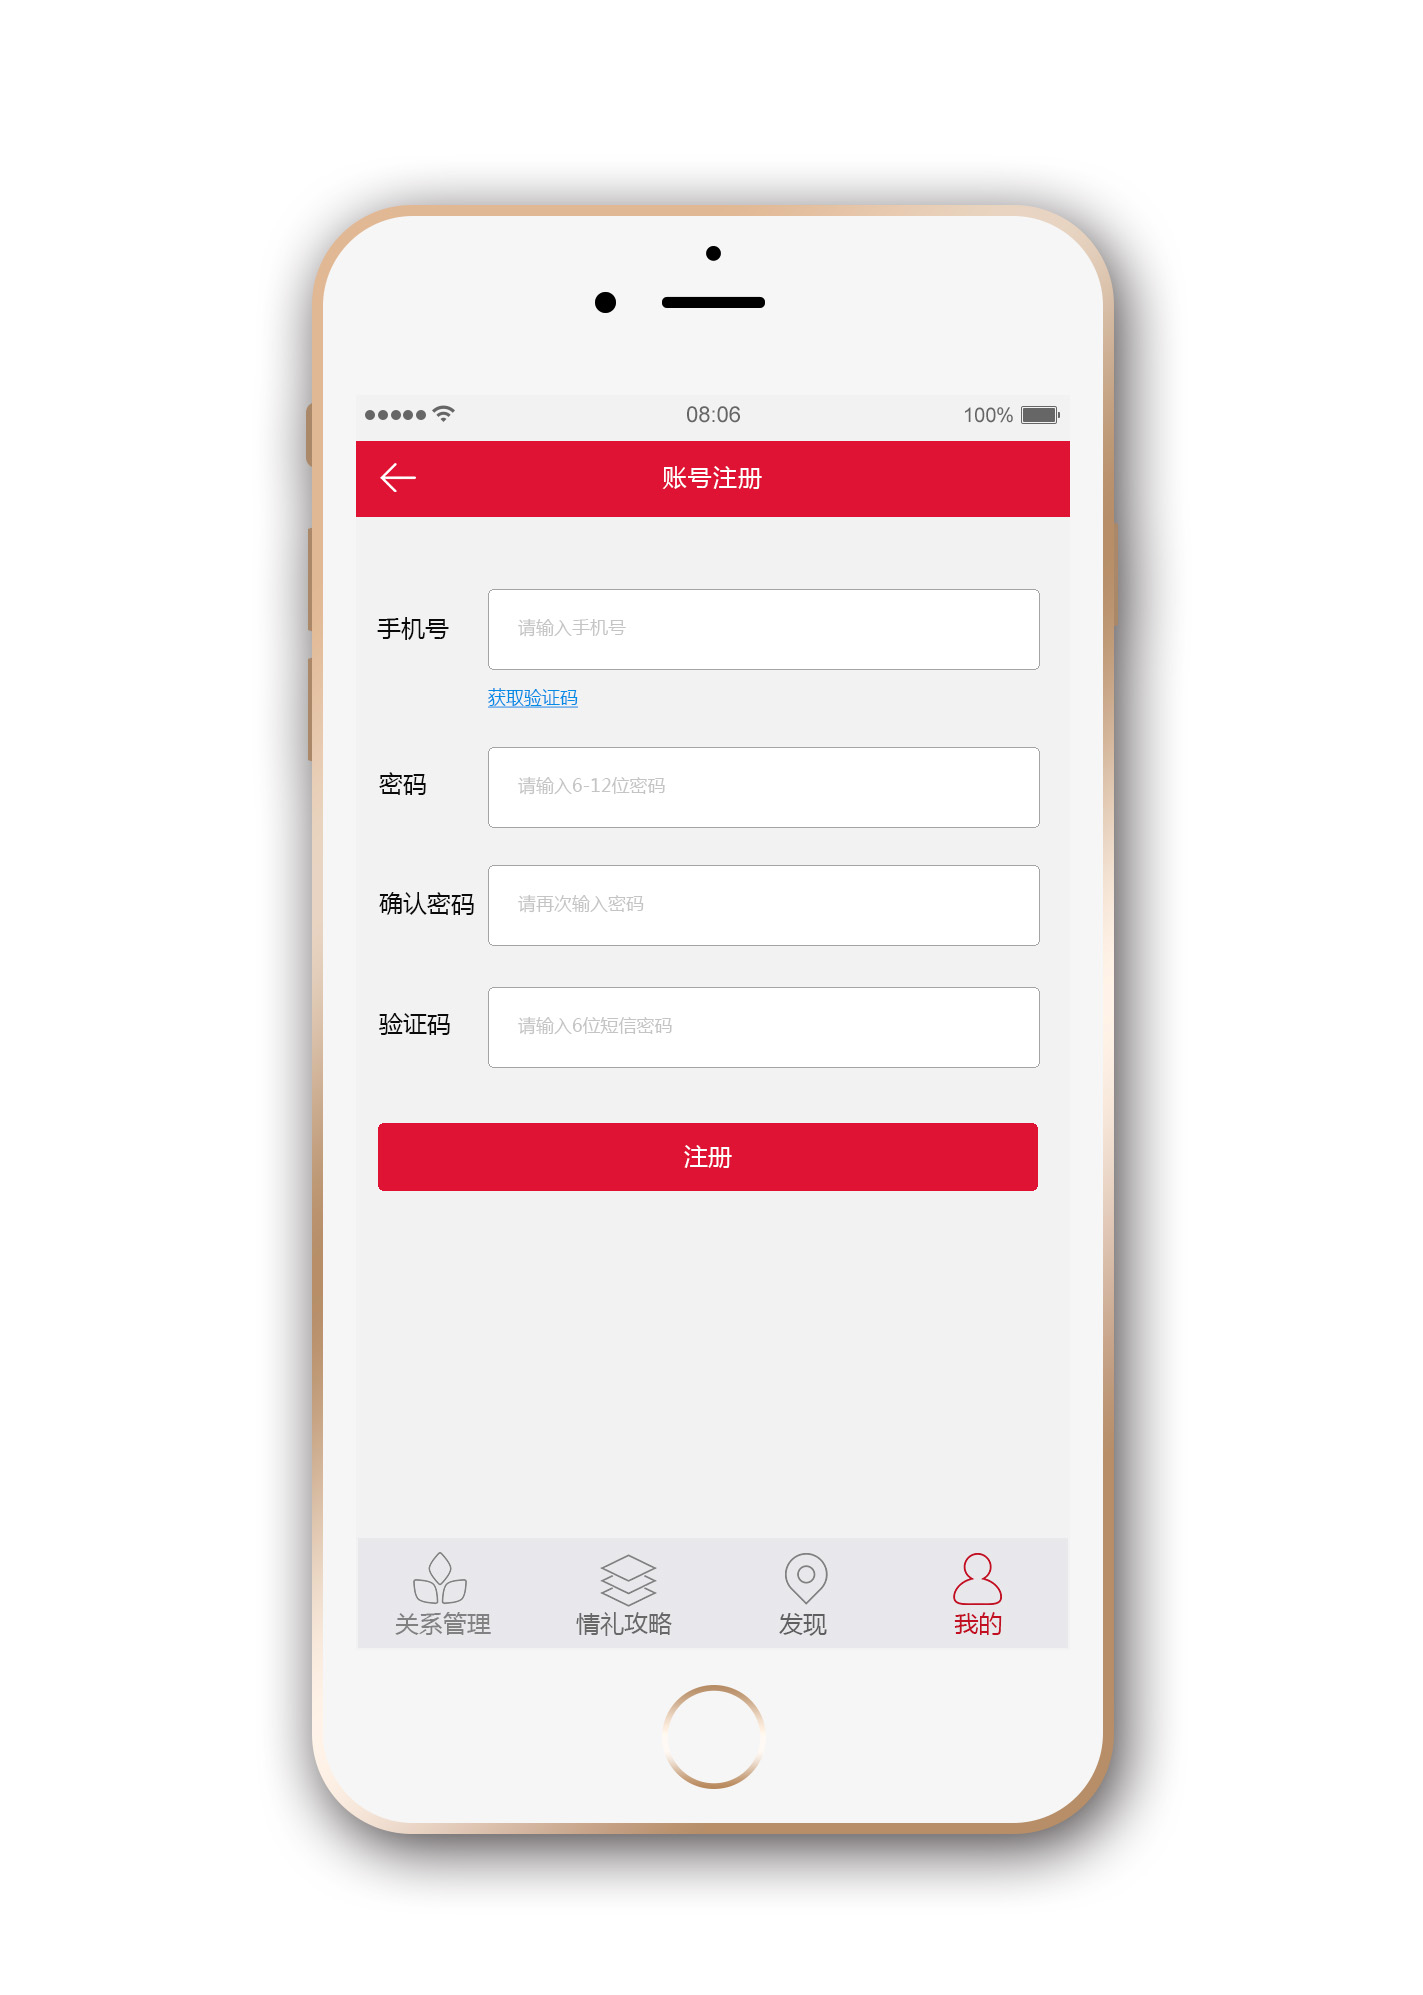 08:06
100%
账号注册
手机号
请输入手机号
获取验证码
密码
请输入6-12位密码
确认密码
请再次输入密码
验证码
请输入6位短信密码
注册
关系管理
情礼攻略
发现
我的